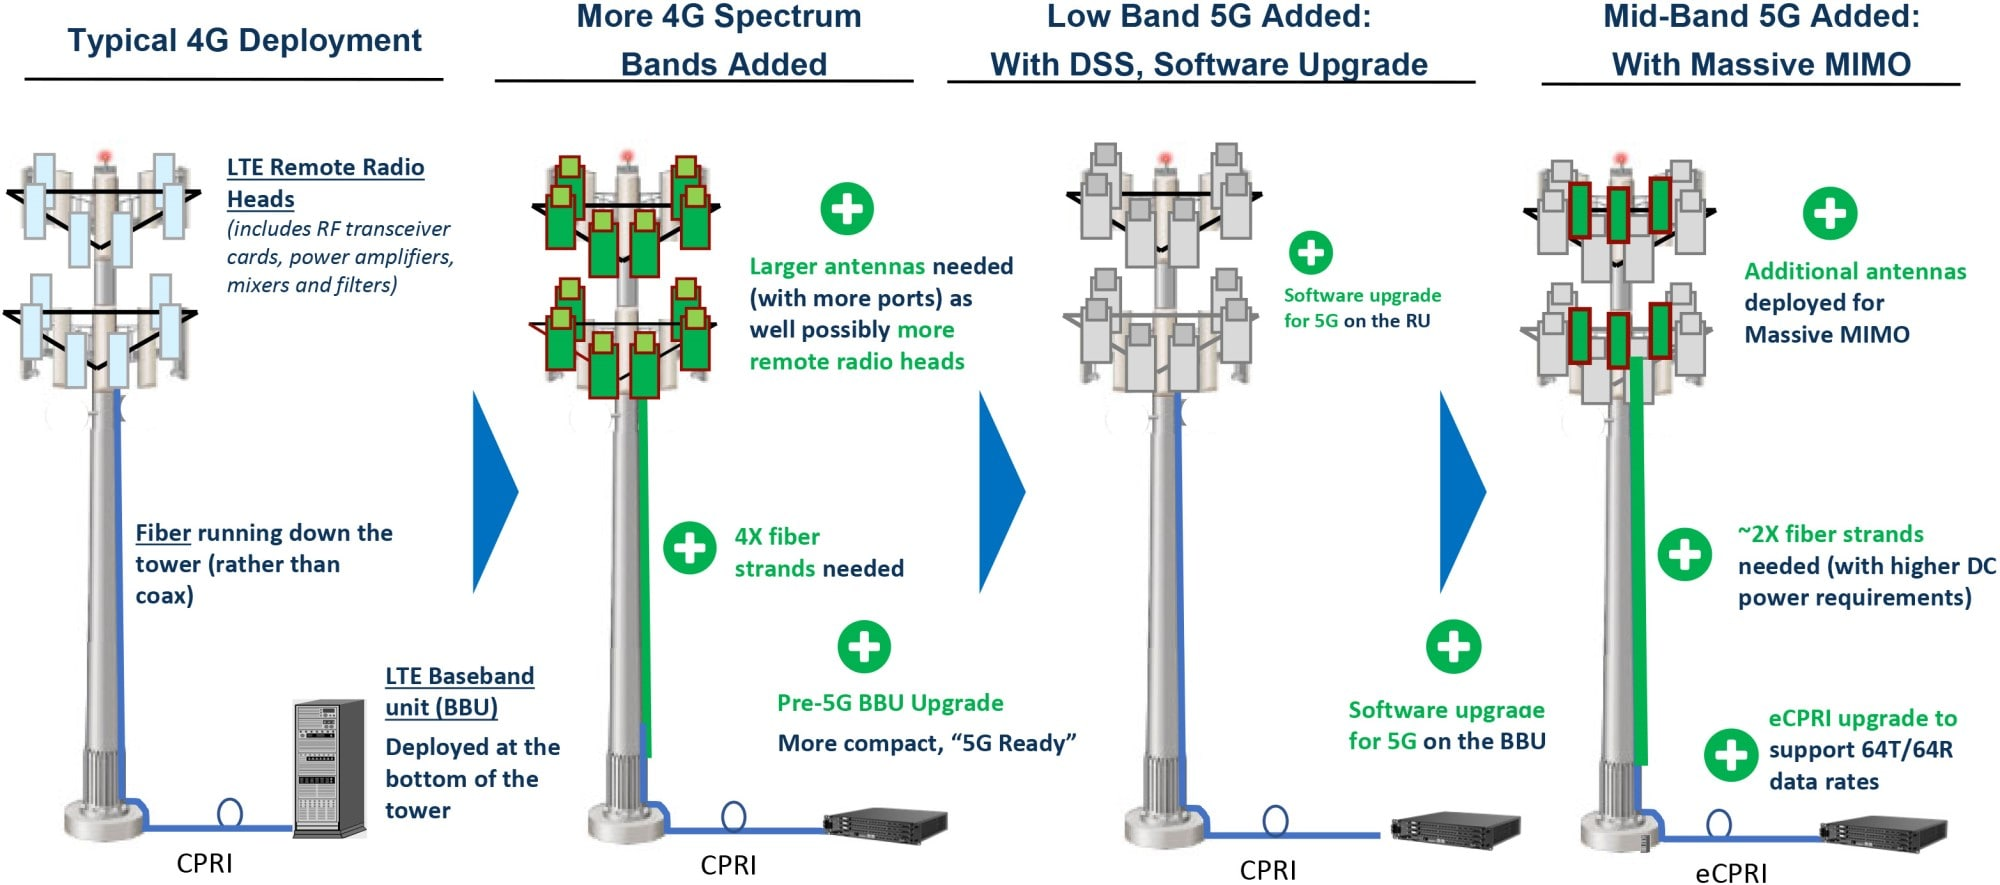 Typical 4G Deployment
LTE Remote Radio
Heads
(includes RF transceiver
cards, power amplifiers,
mixers and filters)
Fiber running down the
tower (rather than
coax)
LTE Baseband
unit (BBU)
Deployed at the
bottom of the
tower
CPRI
More 4G Spectrum
Bands Added
Larger antennas needed
(with more ports) as
well possibly more
remote radio heads
4X fiber
strands needed
Pre-5G BBU Upgrade
More compact, “5G Ready”
CPRI
Low Band 5G Added:
With DSS, Software Upgrade
Software upgrade
for 5G on the RU
Software upgrade
for 5G on the BBU
CPRI
Mid-Band 5G Added:
With Massive MIMO
Additional antennas
deployed for
Massive MIMO
~2X fiber strands
needed (with higher DC
power requirements)
eCPRI upgrade to
support 64T/64R
data rates
eCPRI